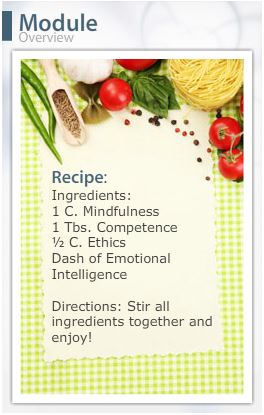 Module
Overview
Recipe:
Ingredients:
1 C. Mindfulness
1 Tbs. Competence
½ C. Ethics
Dash of Emotional
Intelligence
Directions: Stir all
ingredients together and
enjoy!